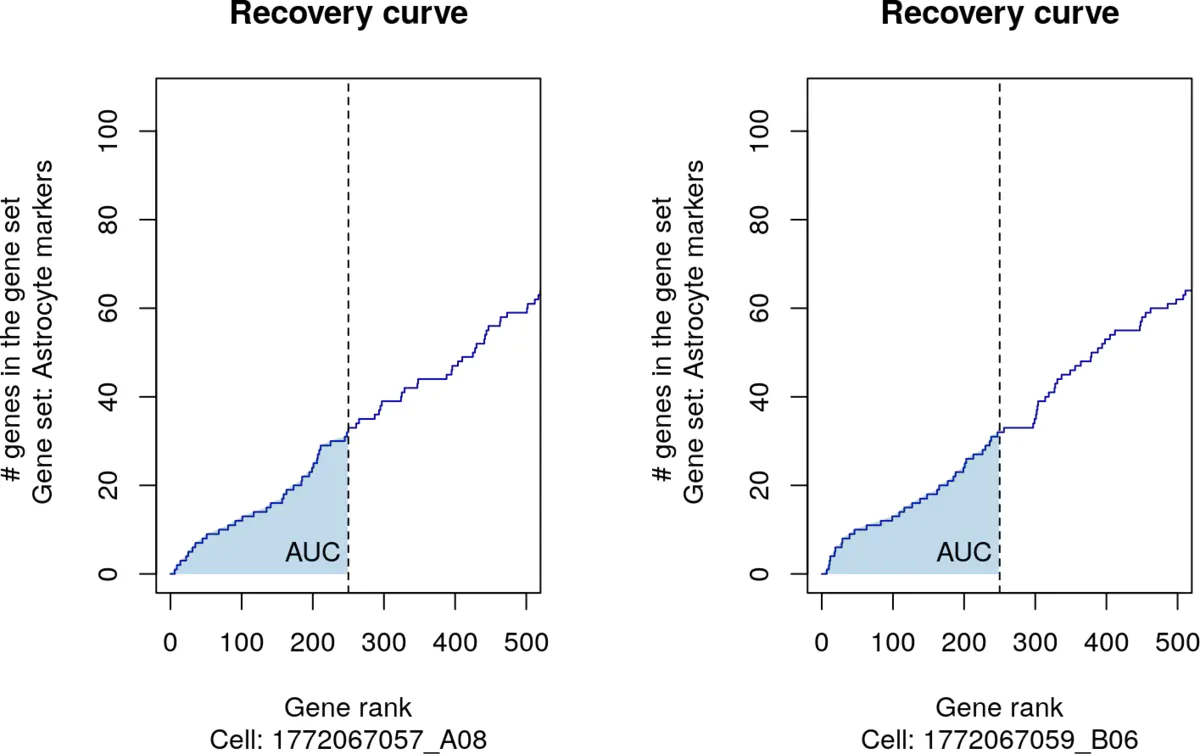 Recovery curve
# genes in the gene set
Gene set: Astrocyte markers
100
80
60
40
20
0
AUC
0 100 200 300 400 500
Gene rank
Cell: 1772067057_A08
Recovery curve
# genes in the gene set
Gene set: Astrocyte markers
100
80
60
40
20
0
AUC
0 100 200 300 400 500
Gene rank
Cell: 1772067059_B06